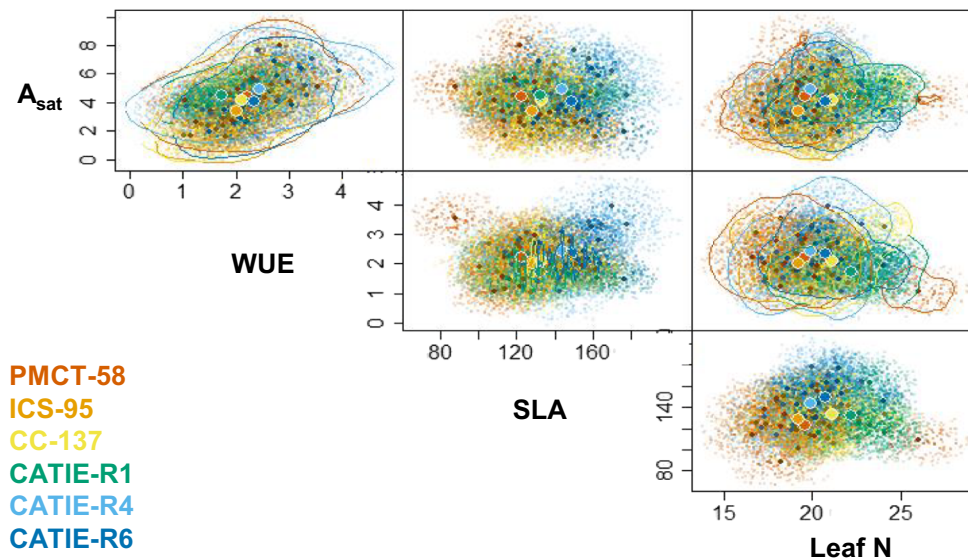 8
6
4
2
0
A_sat
0 1 2 3 4
WUE
4
3
2
1
0
80 120 160
SLA
140
80
15 20 25
Leaf N
PMCT-58
ICS-95
CC-137
CATIE-R1
CATIE-R4
CATIE-R6